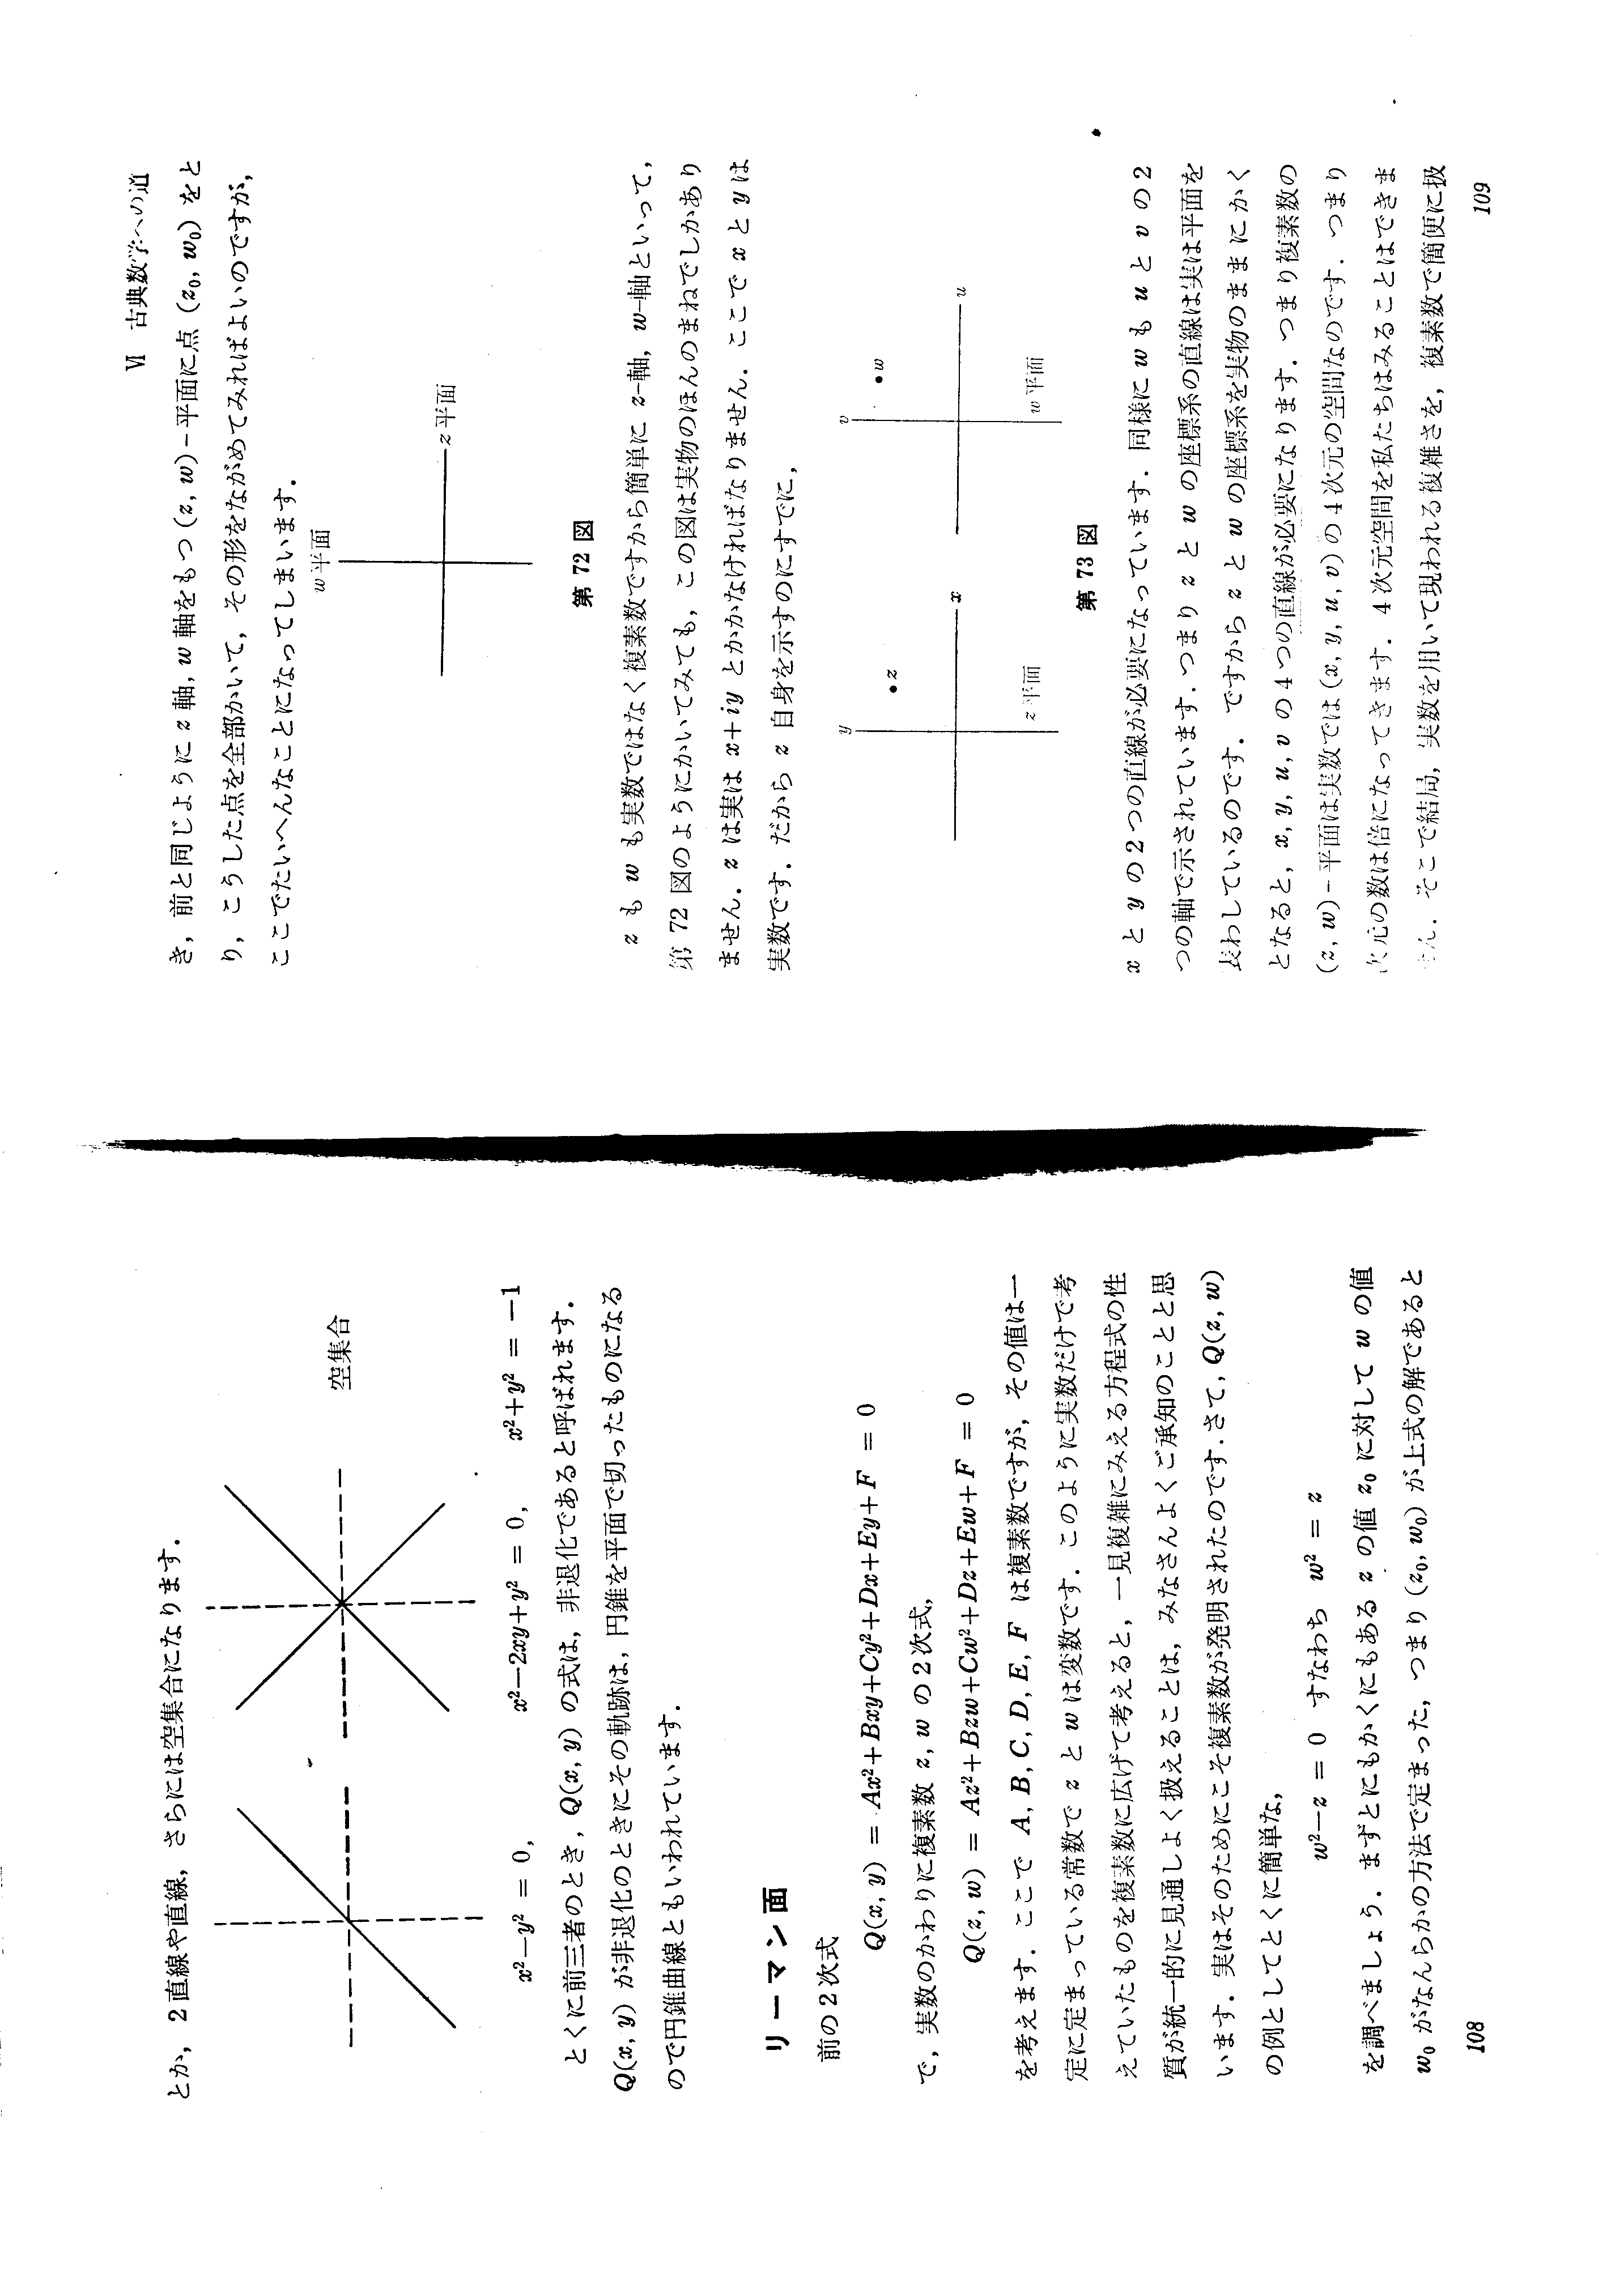 とか, 2直線や直線, さらには空集合になります.
空集合
x²−y² = 0, x²−2xy+y² = 0, x²+y² = −1
とくに前三者のとき, Q(x, y) の式は, 非退化であると呼ばれます.
Q(x, y) が非退化のときにその軌跡は, 円錐を平面で切ったものになる
ので円錐曲線ともいわれています.
リーマン面
前の2次式
Q(x, y) = Ax²+Bxy+Cy²+Dx+Ey+F = 0
で, 実数のかわりに複素数 z, w の2次式,
Q(z, w) = Az²+Bzw+Cw²+Dz+Ew+F = 0
を考えます. ここで A, B, C, D, E, F は複素数ですが, その値は一
定に定まっている常数で z と w は変数です. このように実数だけで考
えていたものを複素数に広げて考えると, 一見複雑にみえる方程式の性
質が統一的に見通しよく扱えることは, みなさんよくご承知のことと思
います. 実はそのためにこそ複素数が発明されたのです. さて, Q(z, w)
の例としてとくに簡単な,
w²−z = 0 すなわち w² = z
を調べましょう. まずとにもかくにもある z の値 z₀ に対して w の値
w₀ がなんらかの方法で定まった, つまり (z₀, w₀) が上式の解であると
108
Ⅵ 古典数学への道
き, 前と同じように z 軸, w 軸をもつ (z, w)−平面に点 (z₀, w₀) をと
り, こうした点を全部かいて, その形をながめてみればよいのですが,
ここでたいへんなことになってしまいます.
w 平面
z 平面
第 72 図
z も w も実数ではなく複素数ですから簡単に z−軸, w−軸といって,
第 72 図のようにかいてみても, この図は実物のほんのまねでしかあり
ません. z は実は x+iy とかかなければなりません. ここで x と y は
実数です. だから z 自身を示すのにすでに,
y
• z
x
z 平面
v
• w
u
w 平面
第 73 図
x と y の2つの直線が必要になっています. 同様に w も u と v の2
つの軸で示されています. つまり z と w の座標系の直線は実は平面を
表わしているのです. ですから z と w の座標系を実物のままにかく
となると, x, y, u, v の4つの直線が必要になります. つまり複素数の
(z, w)−平面は実数では (x, y, u, v) の4次元の空間なのです. つまり
次元の数は倍になってきます. 4次元空間を私たちはみることはできま
せん. そこで結局, 実数を用いて現われる複雑さを, 複素数で簡便に扱
109